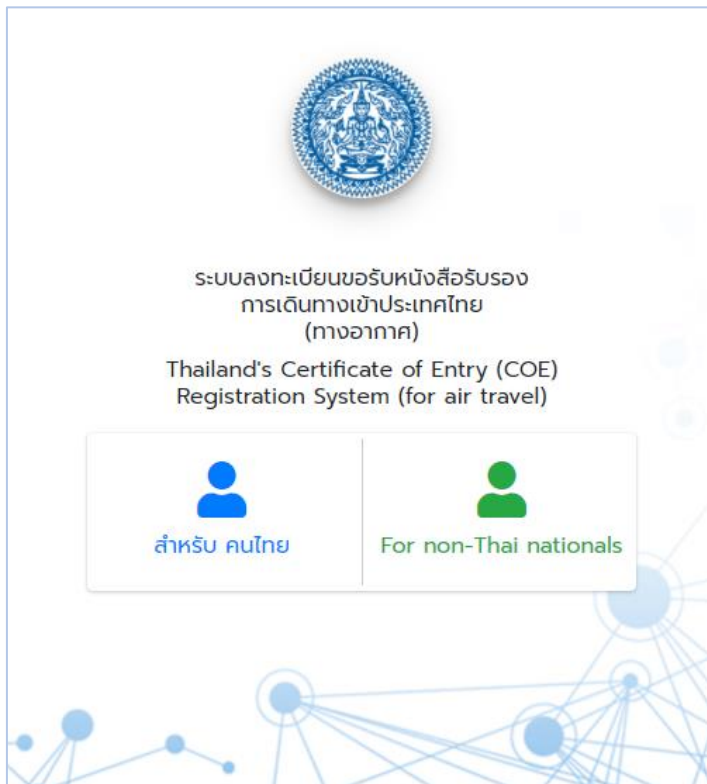 ระบบลงทะเบียนขอรับหนังสือรับรอง
การเดินทางเข้าประเทศไทย
(ทางอากาศ)
Thailand's Certificate of Entry (COE)
Registration System (for air travel)
สำหรับ คนไทย
For non-Thai nationals